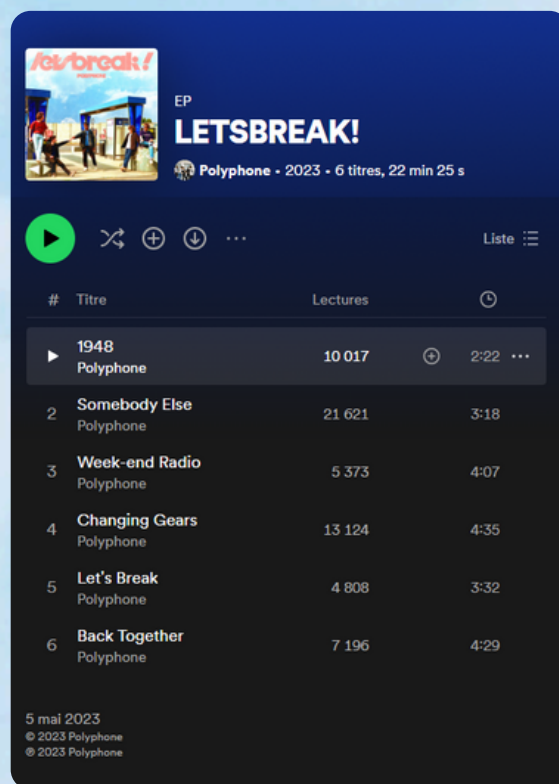 let's break!
POLYPHONE
EP
LETSBREAK!
Polyphone • 2023 • 6 titres, 22 min 25 s
Liste
# Titre Lectures
1948 10 017 2:22
Polyphone
2 Somebody Else 21 621 3:18
Polyphone
3 Week-end Radio 5 373 4:07
Polyphone
4 Changing Gears 13 124 4:35
Polyphone
5 Let's Break 4 808 3:32
Polyphone
6 Back Together 7 196 4:29
Polyphone
5 mai 2023
© 2023 Polyphone
℗ 2023 Polyphone